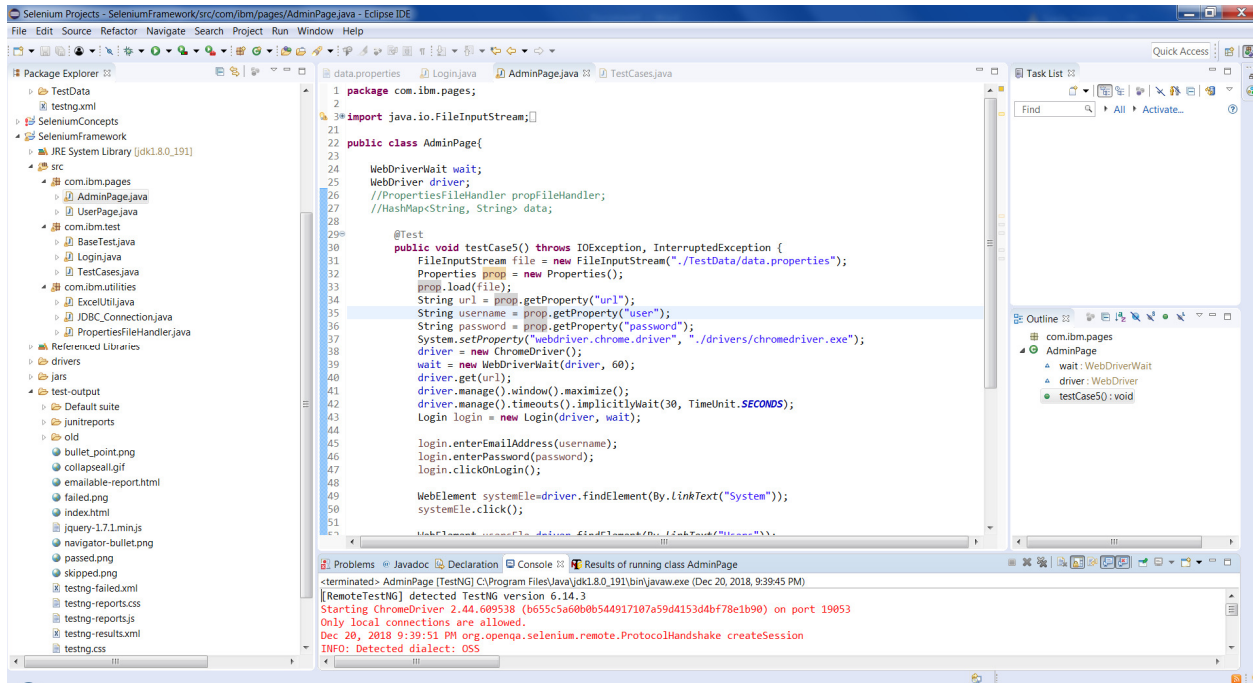 Selenium Projects - SeleniumFramework/src/com/ibm/pages/AdminPage.java - Eclipse IDE
File Edit Source Refactor Navigate Search Project Run Window Help
Quick Access
Package Explorer
TestData
testng.xml
SeleniumConcepts
SeleniumFramework
JRE System Library [jdk1.8.0_191]
src
com.ibm.pages
AdminPage.java
UserPage.java
com.ibm.test
BaseTest.java
Login.java
TestCases.java
com.ibm.utilities
ExcelUtil.java
JDBC_Connection.java
PropertiesFileHandler.java
Referenced Libraries
drivers
jars
test-output
Default suite
junitreports
old
bullet_point.png
collapseall.gif
emailable-report.html
failed.png
index.html
jquery-1.7.1.min.js
navigator-bullet.png
passed.png
skipped.png
testng-failed.xml
testng-reports.css
testng-reports.js
testng-results.xml
testng.css
data.properties Login.java AdminPage.java TestCases.java
1 package com.ibm.pages;
2
3 import java.io.FileInputStream;
21
22 public class AdminPage{
23
24 WebDriverWait wait;
25 WebDriver driver;
26 //PropertiesFileHandler propFileHandler;
27 //HashMap<String, String> data;
28
29 @Test
30 public void testCase5() throws IOException, InterruptedException {
31 FileInputStream file = new FileInputStream("./TestData/data.properties");
32 Properties prop = new Properties();
33 prop.load(file);
34 String url = prop.getProperty("url");
35 String username = prop.getProperty("user");
36 String password = prop.getProperty("password");
37 System.setProperty("webdriver.chrome.driver", "./drivers/chromedriver.exe");
38 driver = new ChromeDriver();
39 wait = new WebDriverWait(driver, 60);
40 driver.get(url);
41 driver.manage().window().maximize();
42 driver.manage().timeouts().implicitlyWait(30, TimeUnit.SECONDS);
43 Login login = new Login(driver, wait);
44
45 login.enterEmailAddress(username);
46 login.enterPassword(password);
47 login.clickOnLogin();
48
49 WebElement systemEle=driver.findElement(By.linkText("System"));
50 systemEle.click();
51
52 WebElement usersEle=driver.findElement(By.linkText("Users"));
Task List
Find All Activate...
Outline
com.ibm.pages
AdminPage
wait : WebDriverWait
driver : WebDriver
testCase5() : void
Problems Javadoc Declaration Console Results of running class AdminPage
<terminated> AdminPage [TestNG] C:\Program Files\Java\jdk1.8.0_191\bin\javaw.exe (Dec 20, 2018, 9:39:45 PM)
[RemoteTestNG] detected TestNG version 6.14.3
Starting ChromeDriver 2.44.609538 (b655c5a60b0b544917107a59d4153d4bf78e1b90) on port 19053
Only local connections are allowed.
Dec 20, 2018 9:39:51 PM org.openqa.selenium.remote.ProtocolHandshake createSession
INFO: Detected dialect: OSS